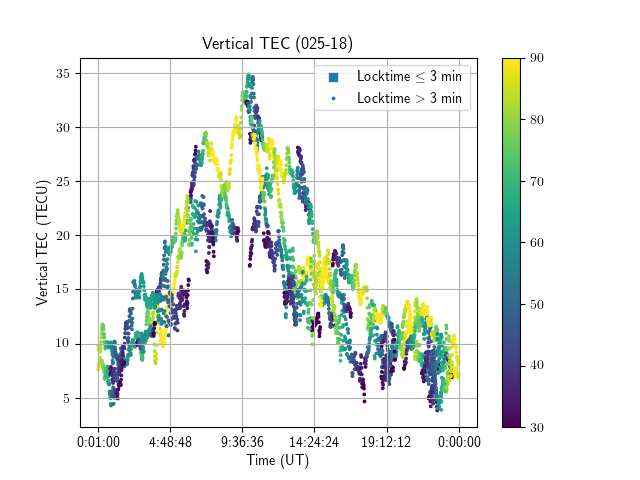 Vertical TEC (025-18)
Locktime ≤ 3 min
Locktime > 3 min
Vertical TEC (TECU)
35
30
25
20
15
10
5
0:01:00 4:48:48 9:36:36 14:24:24 19:12:12 0:00:00
Time (UT)
90
80
70
60
50
40
30